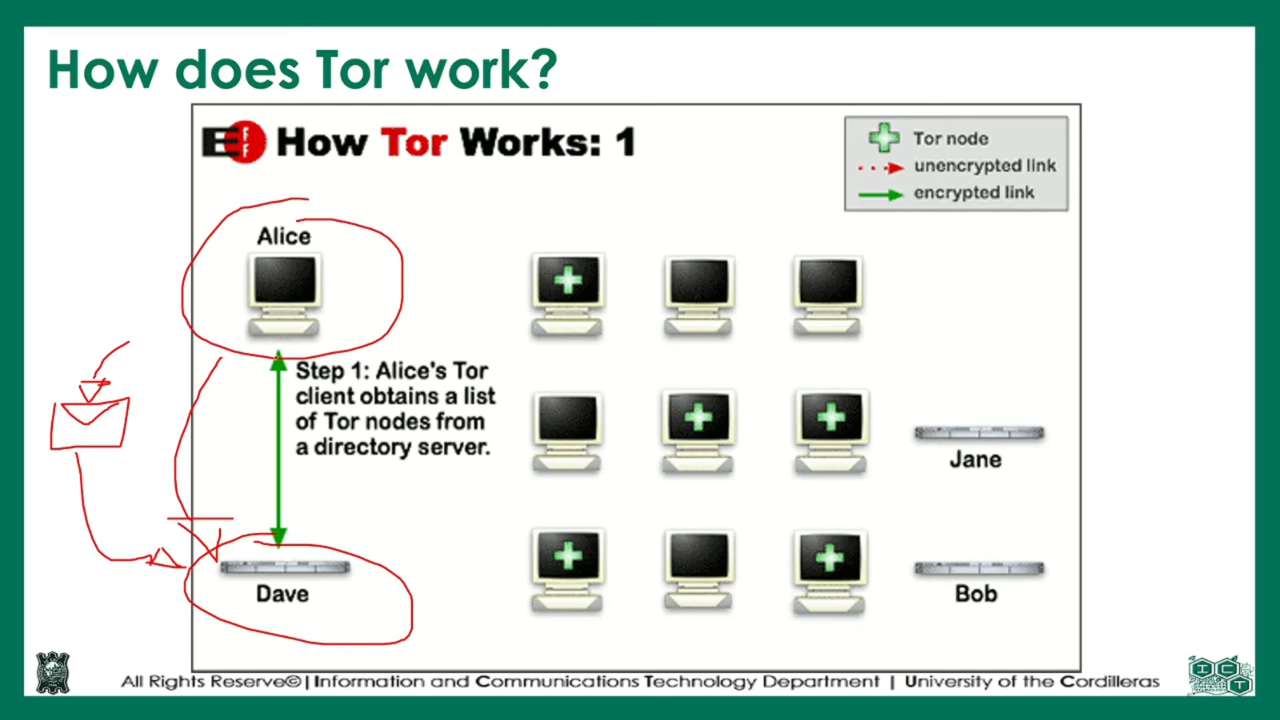 How does Tor work?
EFF How Tor Works: 1
Tor node
unencrypted link
encrypted link
Alice
Step 1: Alice's Tor
client obtains a list
of Tor nodes from
a directory server.
Jane
Dave
Bob
All Rights Reserve©| Information and Communications Technology Department | University of the Cordilleras
ICT